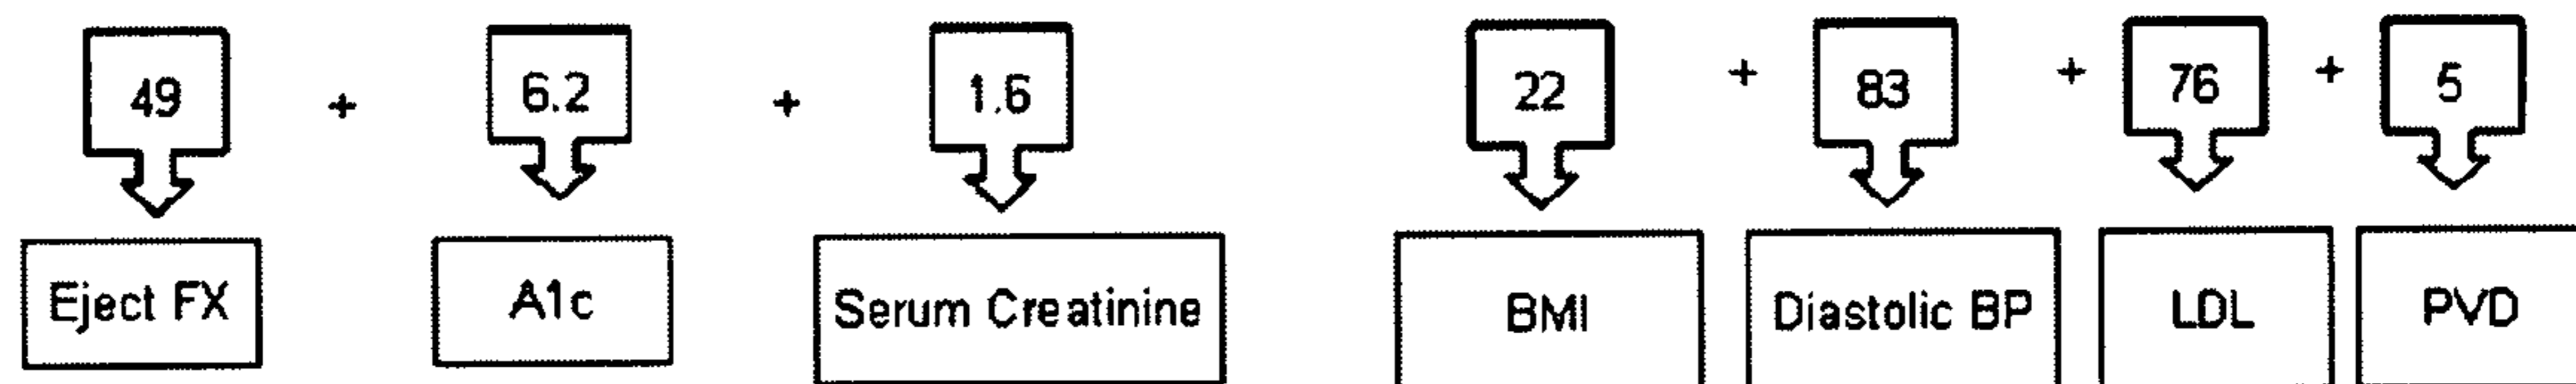 49 + 6.2 + 1.6 22 + 83 + 76 + 5
Eject FX A1c Serum Creatinine BMI Diastolic BP LDL PVD